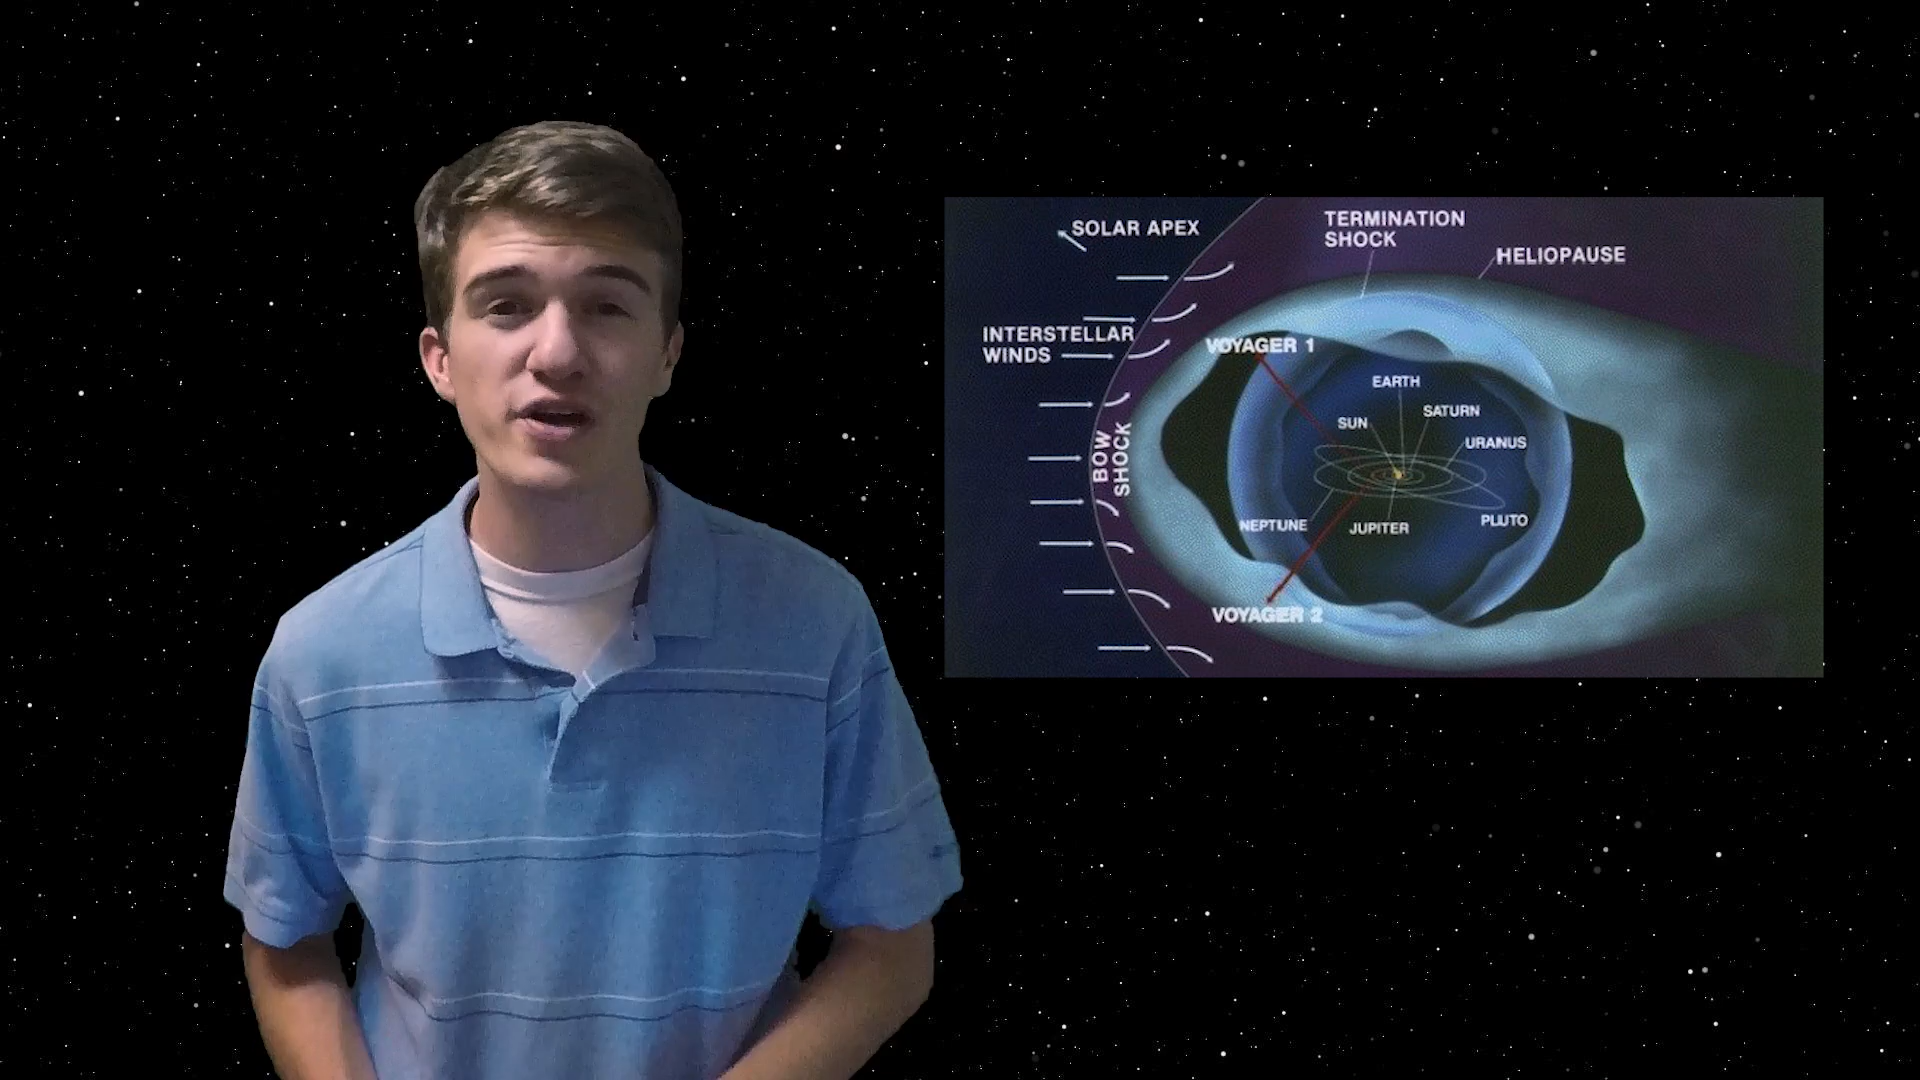 SOLAR APEX
TERMINATION
SHOCK
HELIOPAUSE
INTERSTELLAR
WINDS
VOYAGER 1
EARTH
SATURN
SUN
URANUS
BOW
SHOCK
NEPTUNE
JUPITER
PLUTO
VOYAGER 2